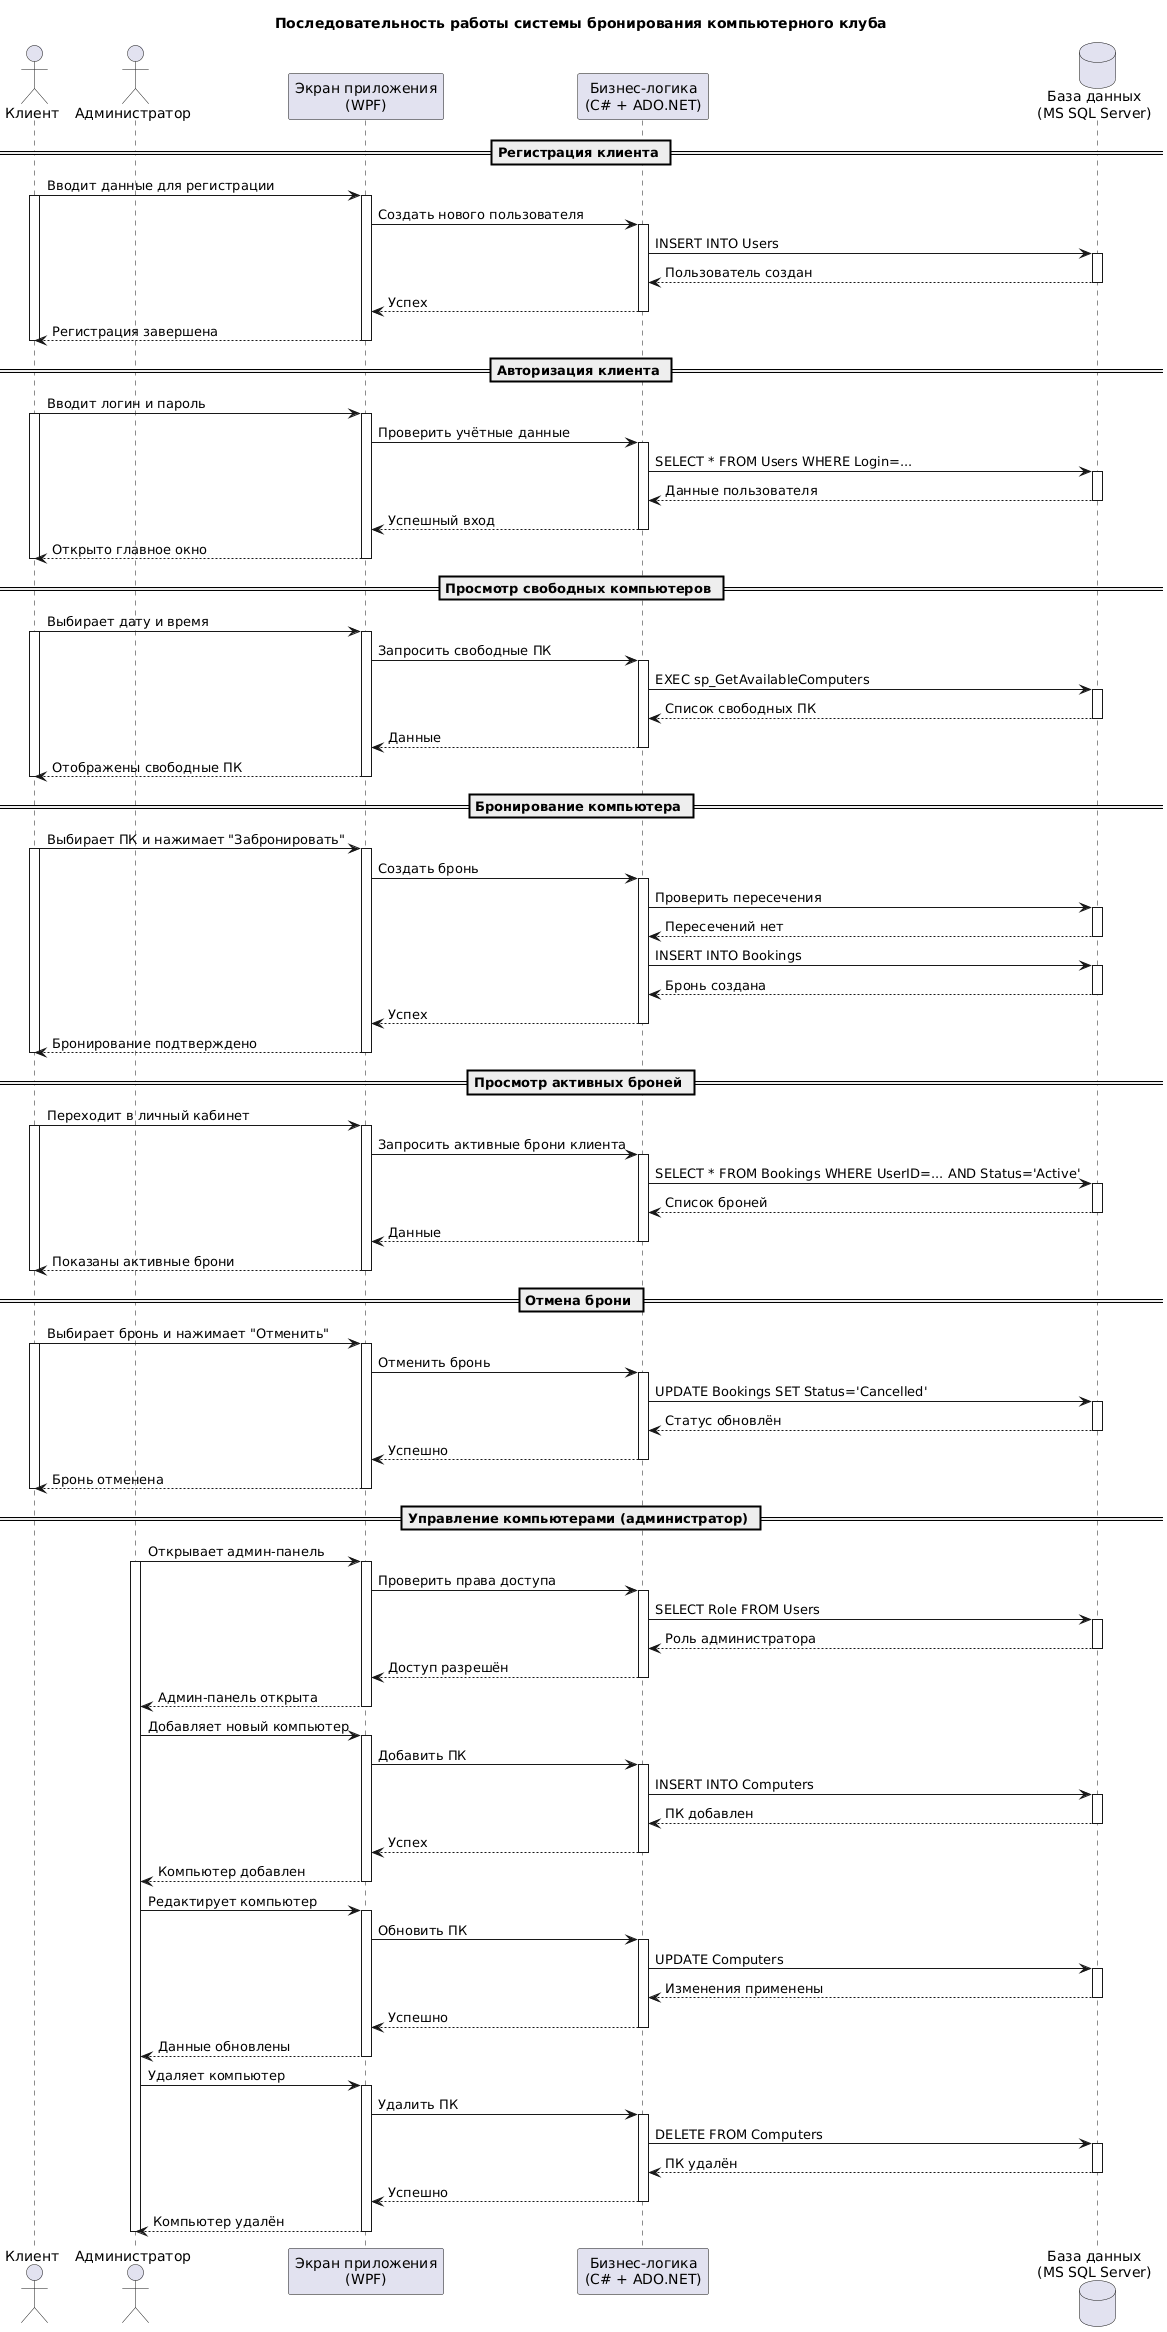 Последовательность работы системы бронирования компьютерного клуба
Клиент
Администратор
Экран приложения
(WPF)
Бизнес-логика
(C# + ADO.NET)
База данных
(MS SQL Server)
Регистрация клиента
Вводит данные для регистрации
Создать нового пользователя
INSERT INTO Users
Пользователь создан
Успех
Регистрация завершена
Авторизация клиента
Вводит логин и пароль
Проверить учётные данные
SELECT * FROM Users WHERE Login=...
Данные пользователя
Успешный вход
Открыто главное окно
Просмотр свободных компьютеров
Выбирает дату и время
Запросить свободные ПК
EXEC sp_GetAvailableComputers
Список свободных ПК
Данные
Отображены свободные ПК
Бронирование компьютера
Выбирает ПК и нажимает "Забронировать"
Создать бронь
Проверить пересечения
Пересечений нет
INSERT INTO Bookings
Бронь создана
Успех
Бронирование подтверждено
Просмотр активных броней
Переходит в личный кабинет
Запросить активные брони клиента
SELECT * FROM Bookings WHERE UserID=... AND Status='Active'
Список броней
Данные
Показаны активные брони
Отмена брони
Выбирает бронь и нажимает "Отменить"
Отменить бронь
UPDATE Bookings SET Status='Cancelled'
Статус обновлён
Успешно
Бронь отменена
Управление компьютерами (администратор)
Открывает админ-панель
Проверить права доступа
SELECT Role FROM Users
Роль администратора
Доступ разрешён
Админ-панель открыта
Добавляет новый компьютер
Добавить ПК
INSERT INTO Computers
ПК добавлен
Успех
Компьютер добавлен
Редактирует компьютер
Обновить ПК
UPDATE Computers
Изменения применены
Успешно
Данные обновлены
Удаляет компьютер
Удалить ПК
DELETE FROM Computers
ПК удалён
Успешно
Компьютер удалён
Клиент
Администратор
Экран приложения
(WPF)
Бизнес-логика
(C# + ADO.NET)
База данных
(MS SQL Server)